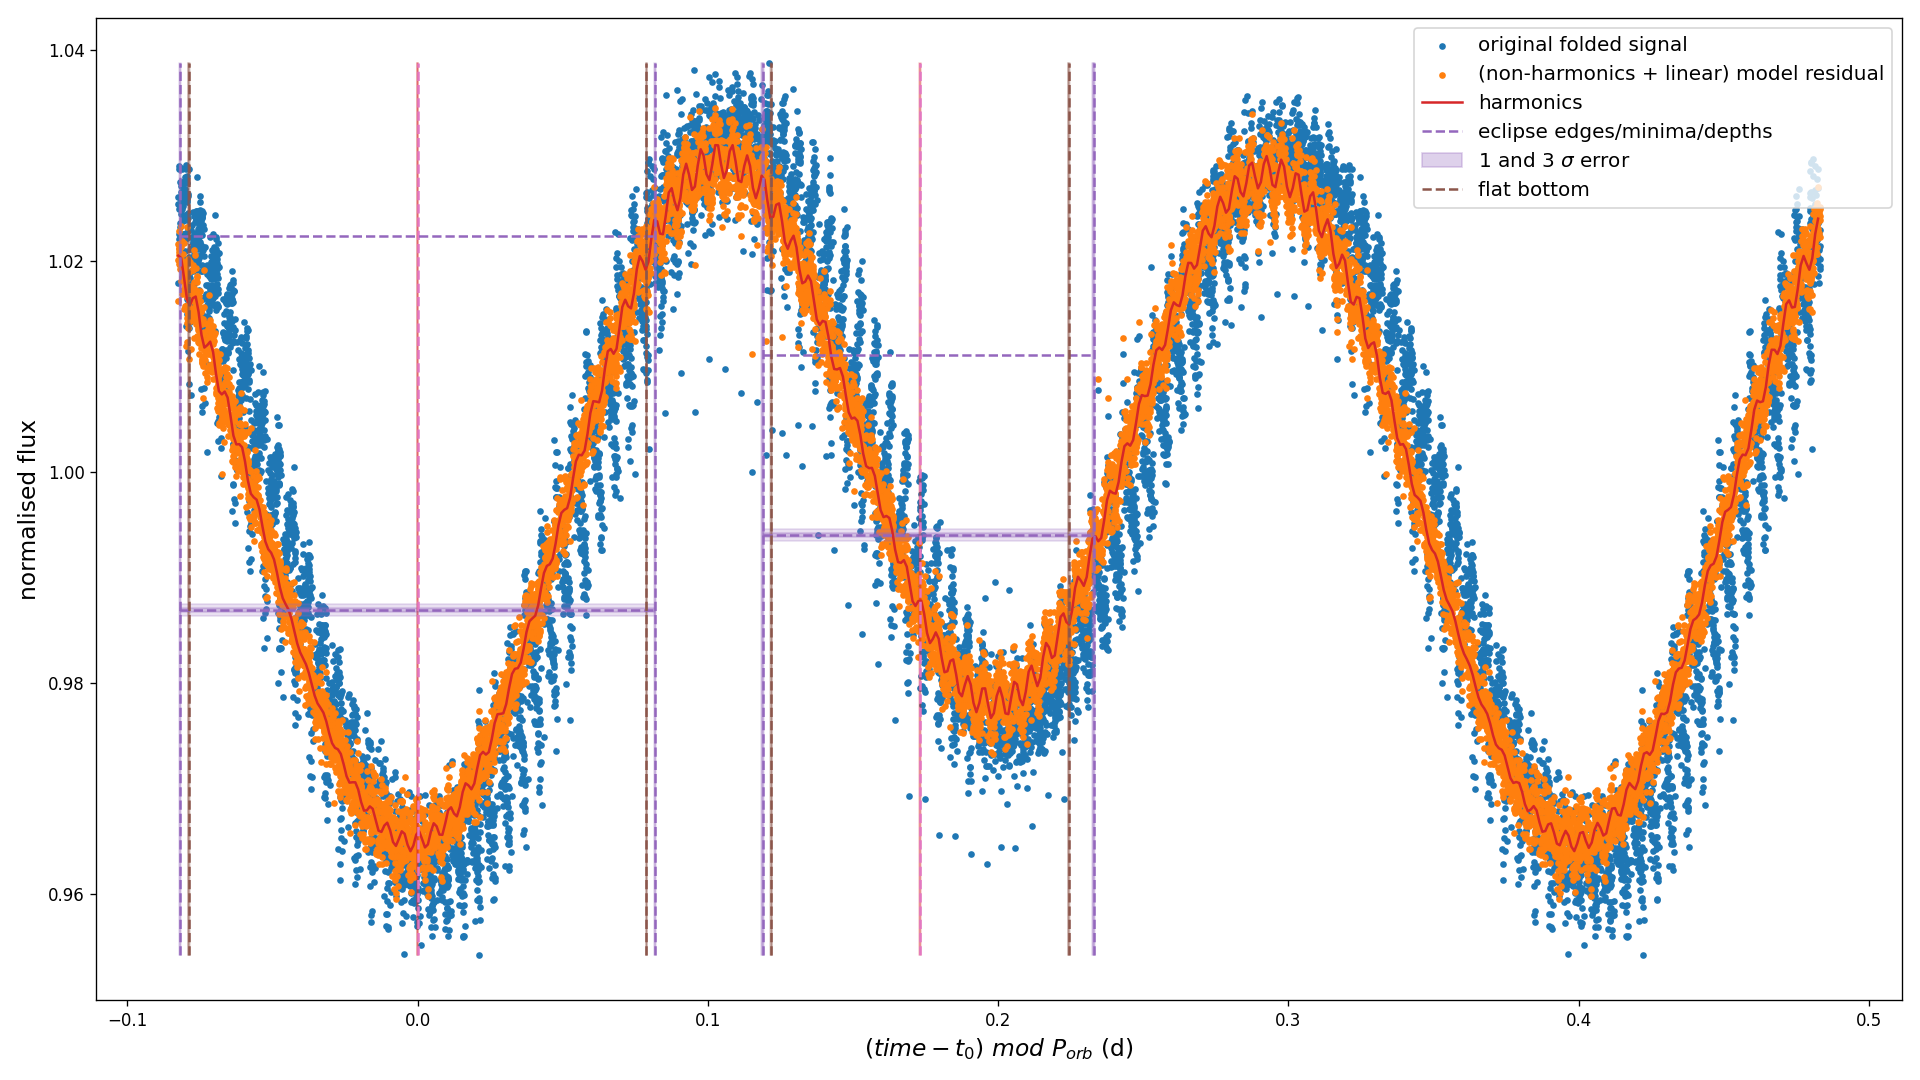 original folded signal
(non-harmonics + linear) model residual
harmonics
eclipse edges/minima/depths
1 and 3 σ error
flat bottom
normalised flux
1.04
1.02
1.00
0.98
0.96
−0.1 0.0 0.1 0.2 0.3 0.4 0.5
(time − t₀) mod Pₒᵣb (d)